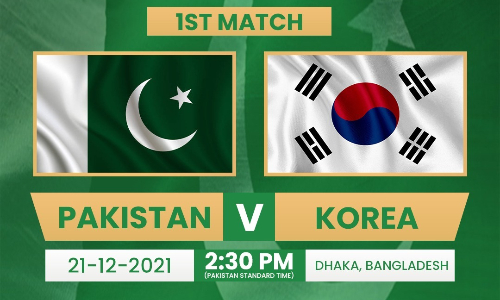 1ST MATCH
PAKISTAN V KOREA
21-12-2021
2:30 PM
(PAKISTAN STANDARD TIME)
DHAKA, BANGLADESH